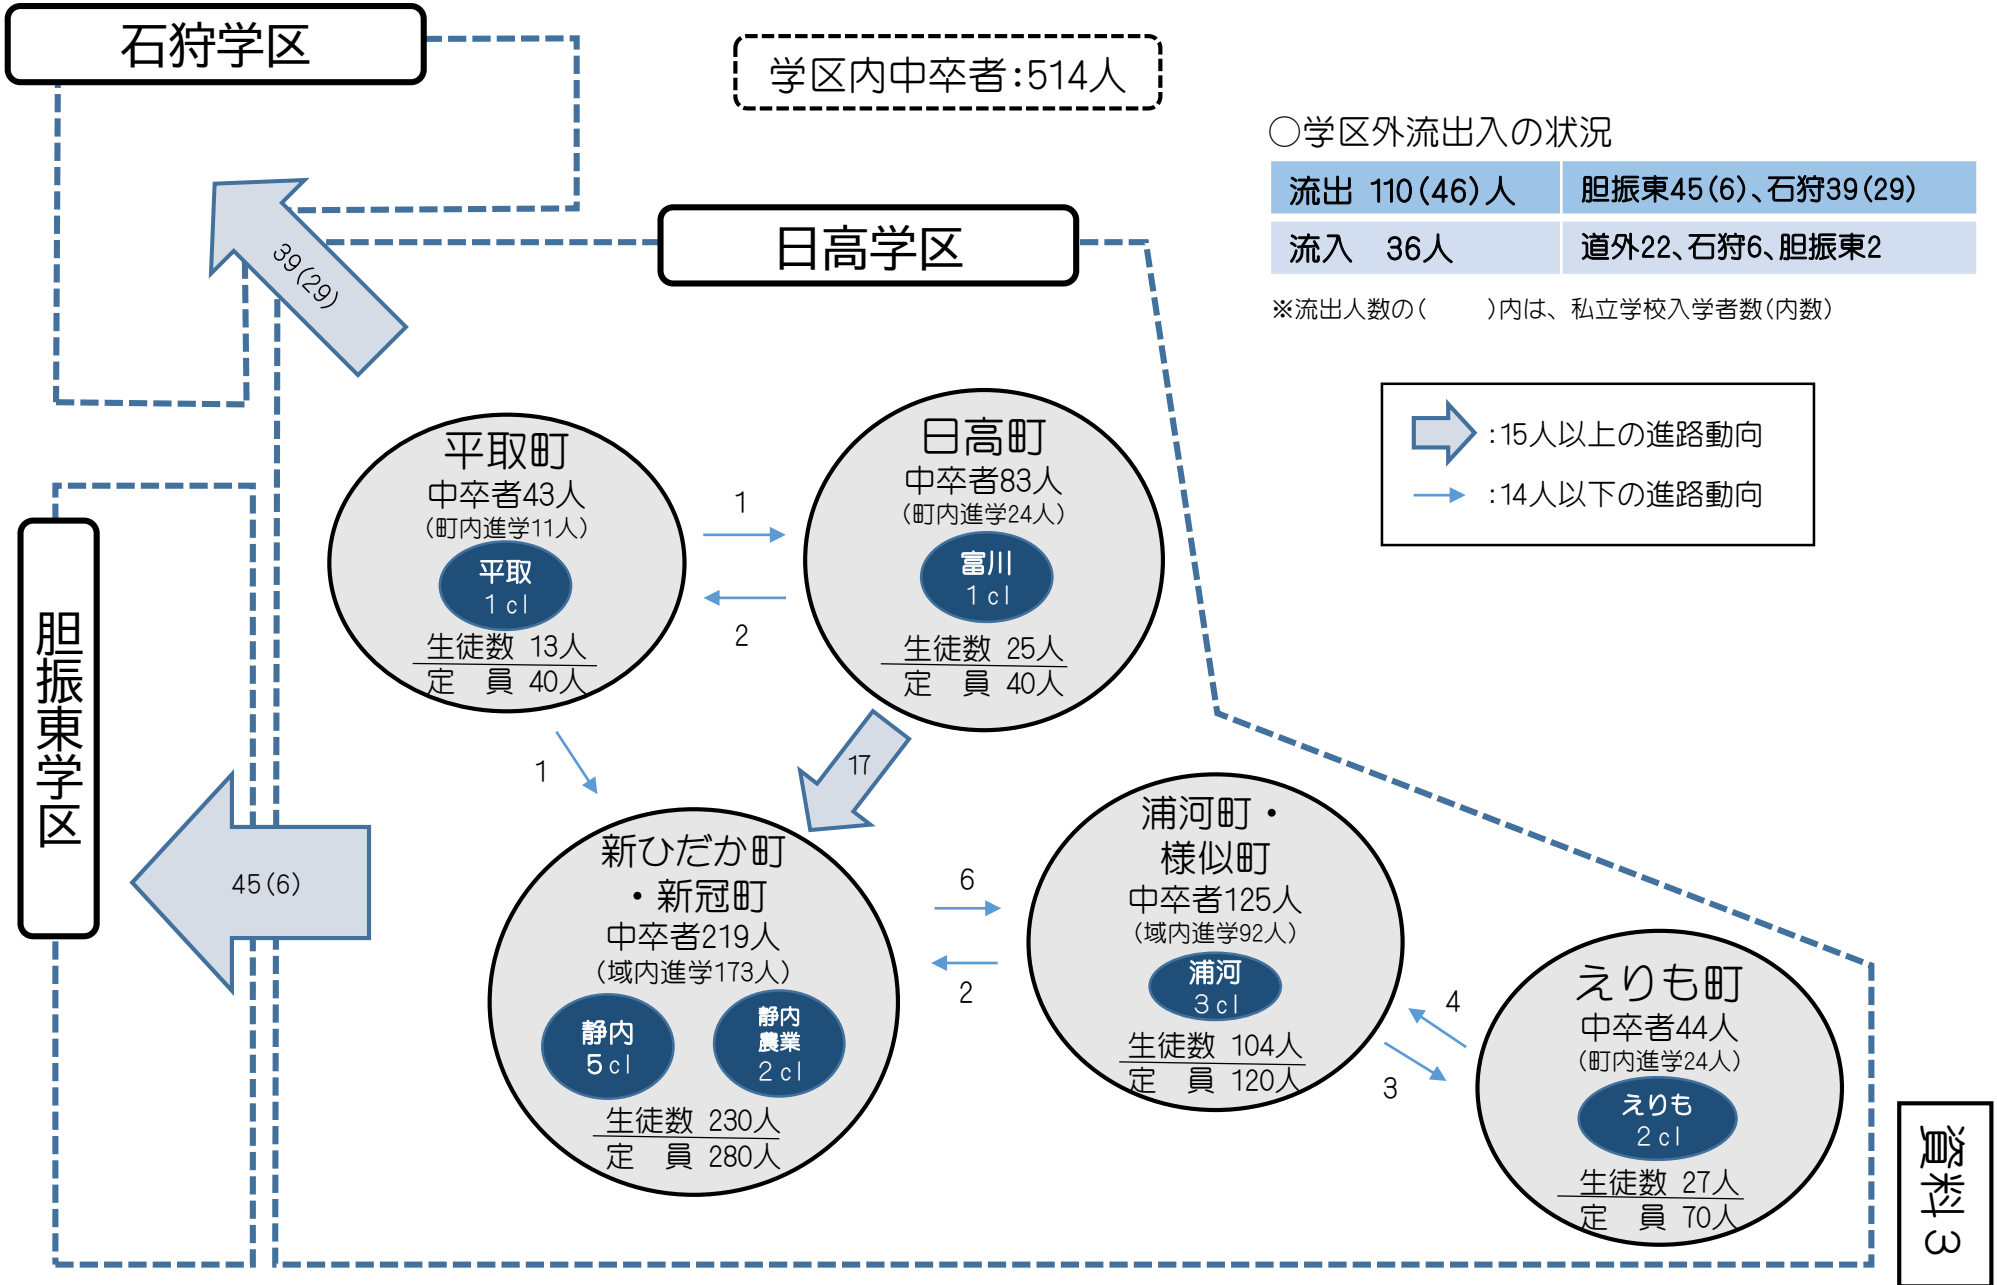 石狩学区
学区内中卒者:514人
○学区外流出入の状況
流出 110(46)人 胆振東45(6)、石狩39(29)
流入 36人 道外22、石狩6、胆振東2
※流出人数の( )内は、私立学校入学者数(内数)
日高学区
39(29)
:15人以上の進路動向
:14人以下の進路動向
平取町
中卒者43人
(町内進学11人)
平取
1cl
生徒数 13人
定 員 40人
1
2
日高町
中卒者83人
(町内進学24人)
富川
1cl
生徒数 25人
定 員 40人
胆振東学区
45(6)
1
17
新ひだか町
・新冠町
中卒者219人
(域内進学173人)
静内
5cl
静内
農業
2cl
生徒数 230人
定 員 280人
6
2
浦河町・
様似町
中卒者125人
(域内進学92人)
浦河
3cl
生徒数 104人
定 員 120人
4
3
えりも町
中卒者44人
(町内進学24人)
えりも
2cl
生徒数 27人
定 員 70人
資料3